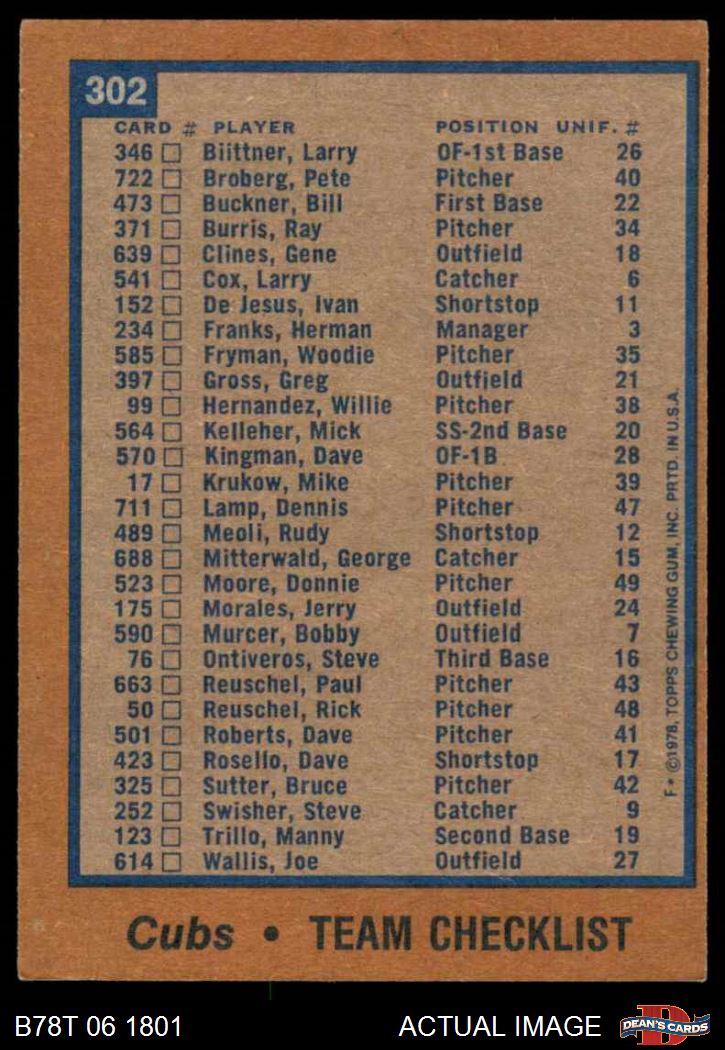 302
CARD # PLAYER POSITION UNIF. #
346 Biittner, Larry OF-1st Base 26
722 Broberg, Pete Pitcher 40
473 Buckner, Bill First Base 22
371 Burris, Ray Pitcher 34
639 Clines, Gene Outfield 18
541 Cox, Larry Catcher 6
152 De Jesus, Ivan Shortstop 11
234 Franks, Herman Manager 3
585 Fryman, Woodie Pitcher 35
397 Gross, Greg Outfield 21
99 Hernandez, Willie Pitcher 38
564 Kelleher, Mick SS-2nd Base 20
570 Kingman, Dave OF-1B 28
17 Krukow, Mike Pitcher 39
711 Lamp, Dennis Pitcher 47
489 Meoli, Rudy Shortstop 12
688 Mitterwald, George Catcher 15
523 Moore, Donnie Pitcher 49
175 Morales, Jerry Outfield 24
590 Murcer, Bobby Outfield 7
76 Ontiveros, Steve Third Base 16
663 Reuschel, Paul Pitcher 43
50 Reuschel, Rick Pitcher 48
501 Roberts, Dave Pitcher 41
423 Rosello, Dave Shortstop 17
325 Sutter, Bruce Pitcher 42
252 Swisher, Steve Catcher 9
123 Trillo, Manny Second Base 19
614 Wallis, Joe Outfield 27
F* ©1978, TOPPS CHEWING GUM, INC. PRTD. IN U.S.A.
Cubs • TEAM CHECKLIST
B78T 06 1801 ACTUAL IMAGE DEAN'S CARDS